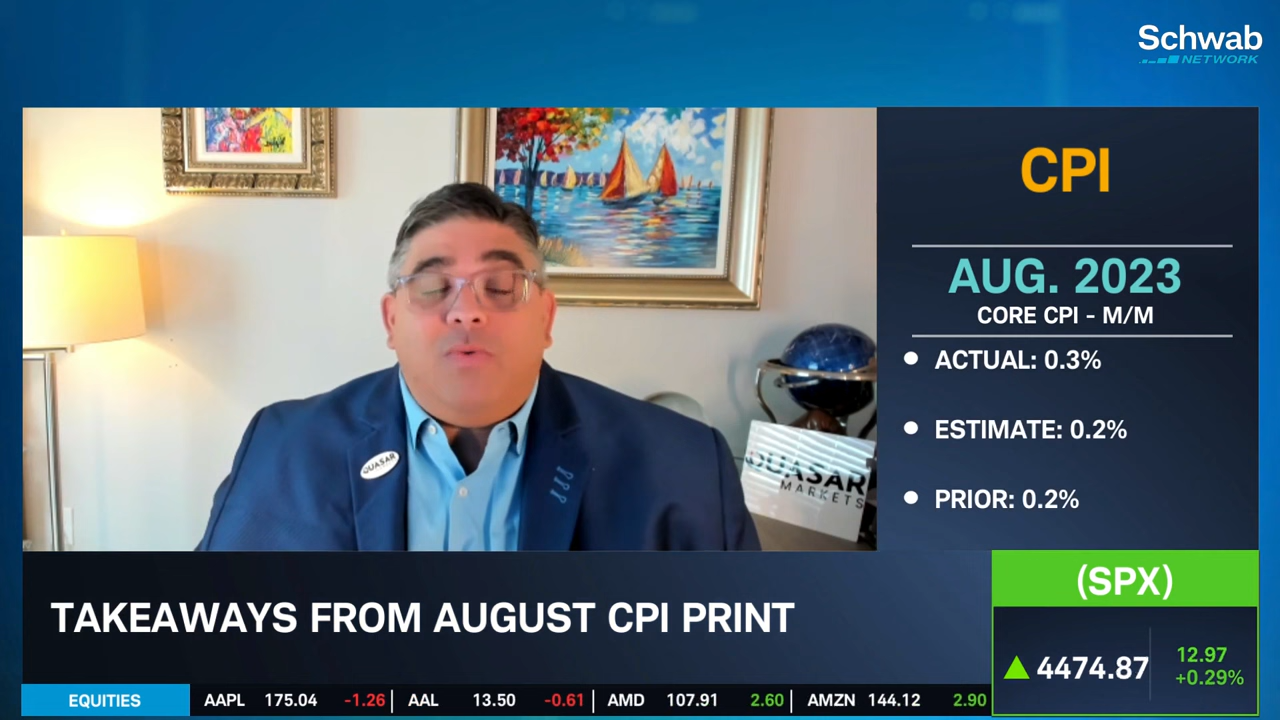 Schwab
NETWORK
CPI
AUG. 2023
CORE CPI - M/M
ACTUAL: 0.3%
ESTIMATE: 0.2%
PRIOR: 0.2%
QUASAR
QUASAR
MARKETS
TAKEAWAYS FROM AUGUST CPI PRINT
(SPX)
▲ 4474.87
12.97
+0.29%
EQUITIES
AAPL 175.04 -1.26 AAL 13.50 -0.61 AMD 107.91 2.60 AMZN 144.12 2.90